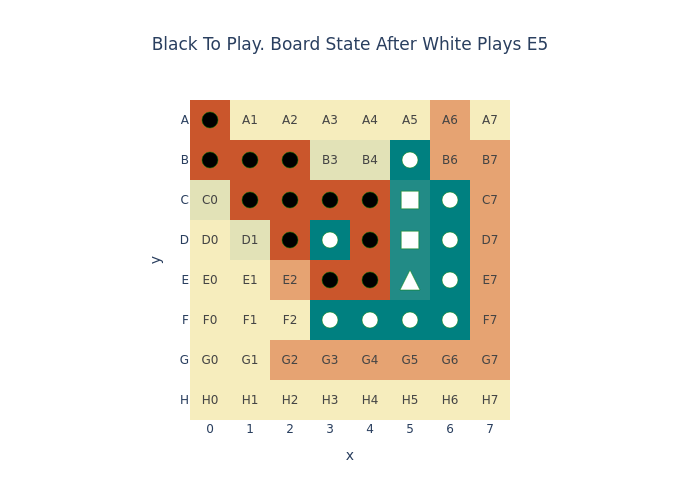 Black To Play. Board State After White Plays E5
A A1 A2 A3 A4 A5 A6 A7
B B3 B4 B6 B7
C C0 C7
D D0 D1 D7
E E0 E1 E2 E7
F F0 F1 F2 F7
G G0 G1 G2 G3 G4 G5 G6 G7
H H0 H1 H2 H3 H4 H5 H6 H7
0 1 2 3 4 5 6 7
x
y